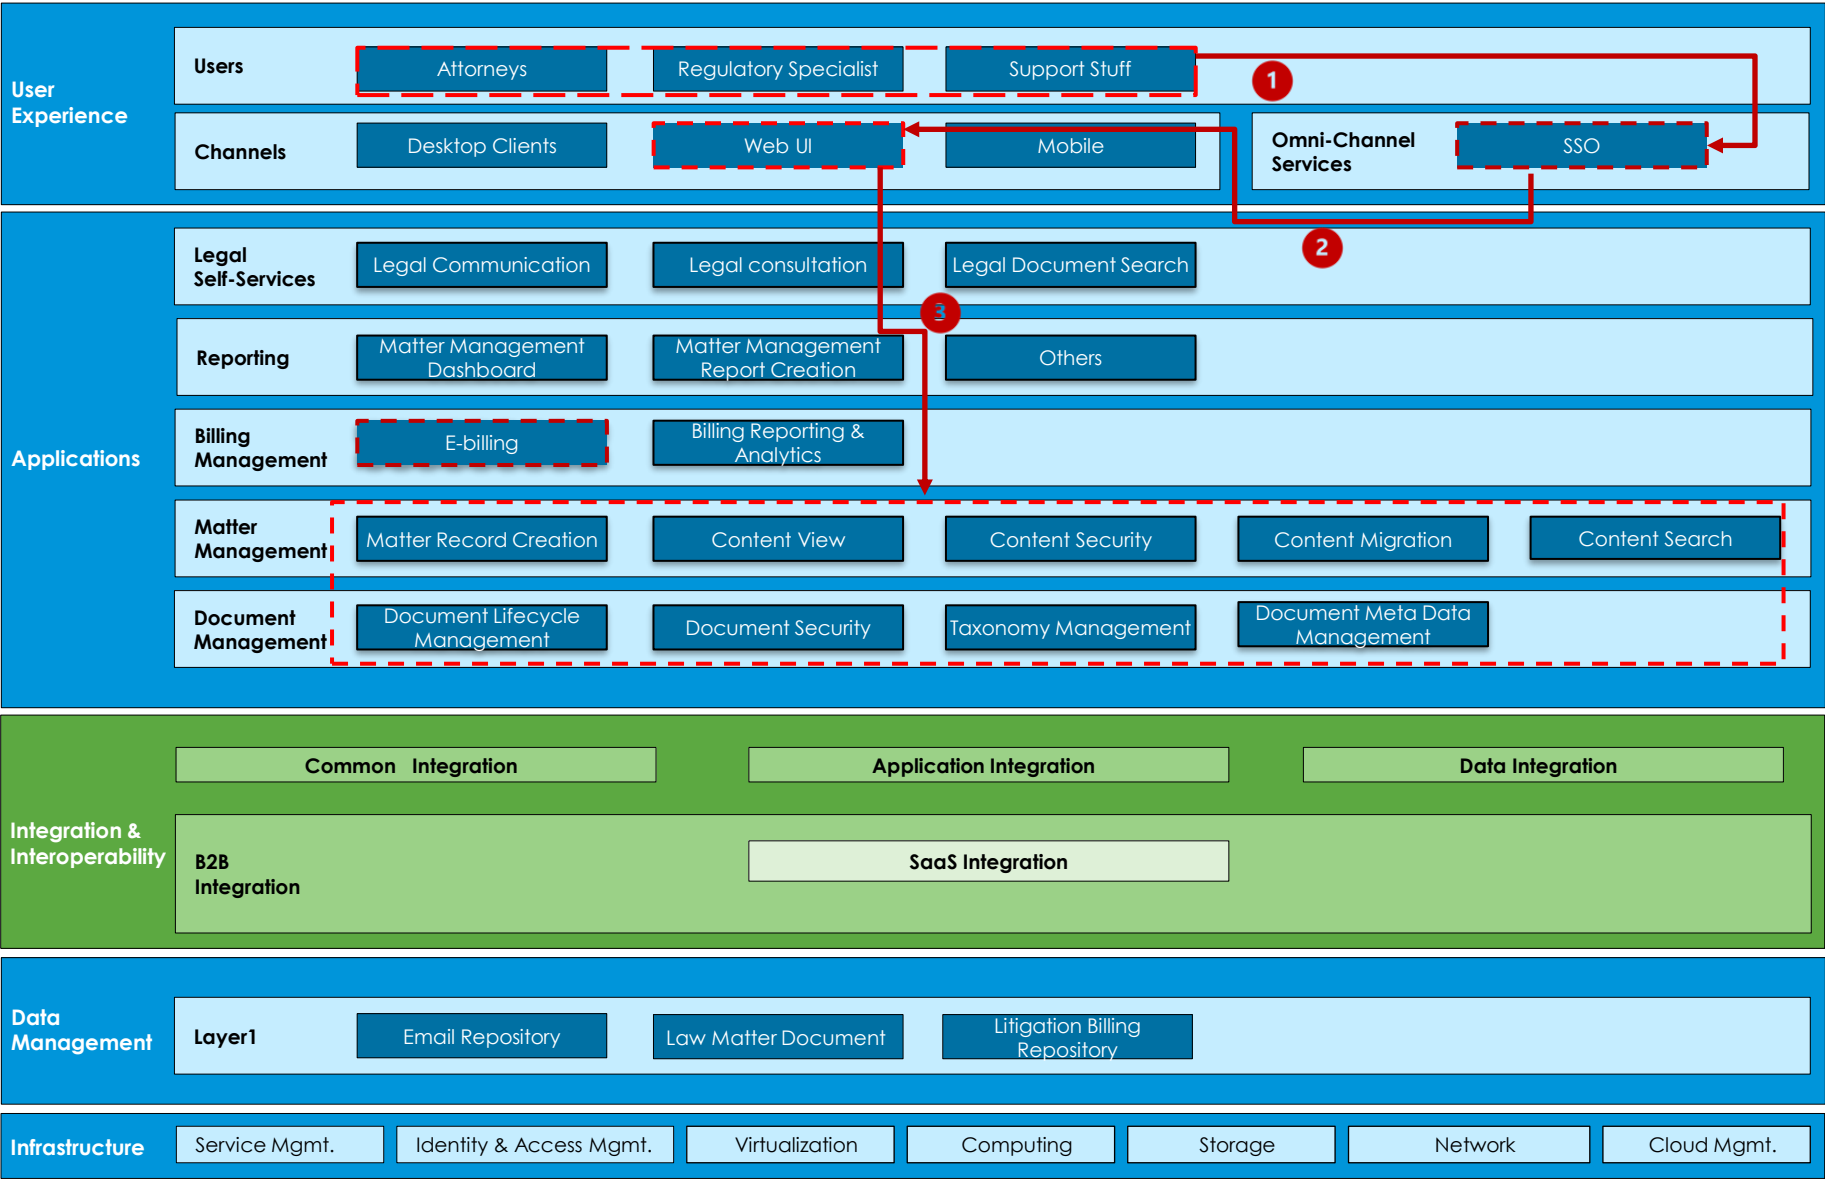 User
Experience
Users
Attorneys
Regulatory Specialist
Support Stuff
1
Channels
Desktop Clients
Web UI
Mobile
Omni-Channel
Services
SSO
2
Applications
Legal
Self-Services
Legal Communication
Legal consultation
Legal Document Search
3
Reporting
Matter Management
Dashboard
Matter Management
Report Creation
Others
Billing
Management
E-billing
Billing Reporting &
Analytics
Matter
Management
Matter Record Creation
Content View
Content Security
Content Migration
Content Search
Document
Management
Document Lifecycle
Management
Document Security
Taxonomy Management
Document Meta Data
Management
Integration &
Interoperability
Common Integration
Application Integration
Data Integration
B2B
Integration
SaaS Integration
Data
Management
Layer1
Email Repository
Law Matter Document
Litigation Billing
Repository
Infrastructure
Service Mgmt.
Identity & Access Mgmt.
Virtualization
Computing
Storage
Network
Cloud Mgmt.